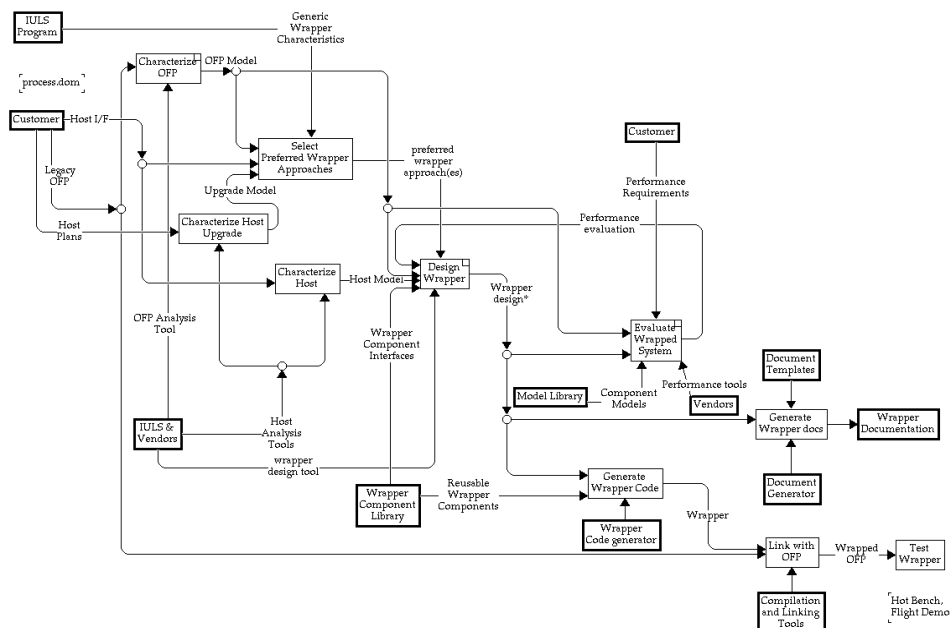 IULS
Program
Generic
Wrapper
Characteristics
Characterize
OFP
OFP Model
process.dom
Customer
Host I/F
Select
Preferred Wrapper
Approaches
preferred
wrapper
approach(es)
Customer
Legacy
OFP
Upgrade Model
Performance
Requirements
Host
Plans
Characterize Host
Upgrade
Performance
evaluation
Characterize
Host
Host Model
Design
Wrapper
Wrapper
design*
OFP Analysis
Tool
Wrapper
Component
Interfaces
Evaluate
Wrapped
System
Document
Templates
Performance tools
Model Library
Component
Models
Vendors
IULS &
Vendors
Host
Analysis
Tools
Generate
Wrapper docs
Wrapper
Documentation
wrapper
design tool
Wrapper
Component
Library
Reusable
Wrapper
Components
Generate
Wrapper Code
Document
Generator
Wrapper
Wrapper
Code generator
Link with
OFP
Wrapped
OFP
Test
Wrapper
Compilation
and Linking
Tools
Hot Bench,
Flight Demo